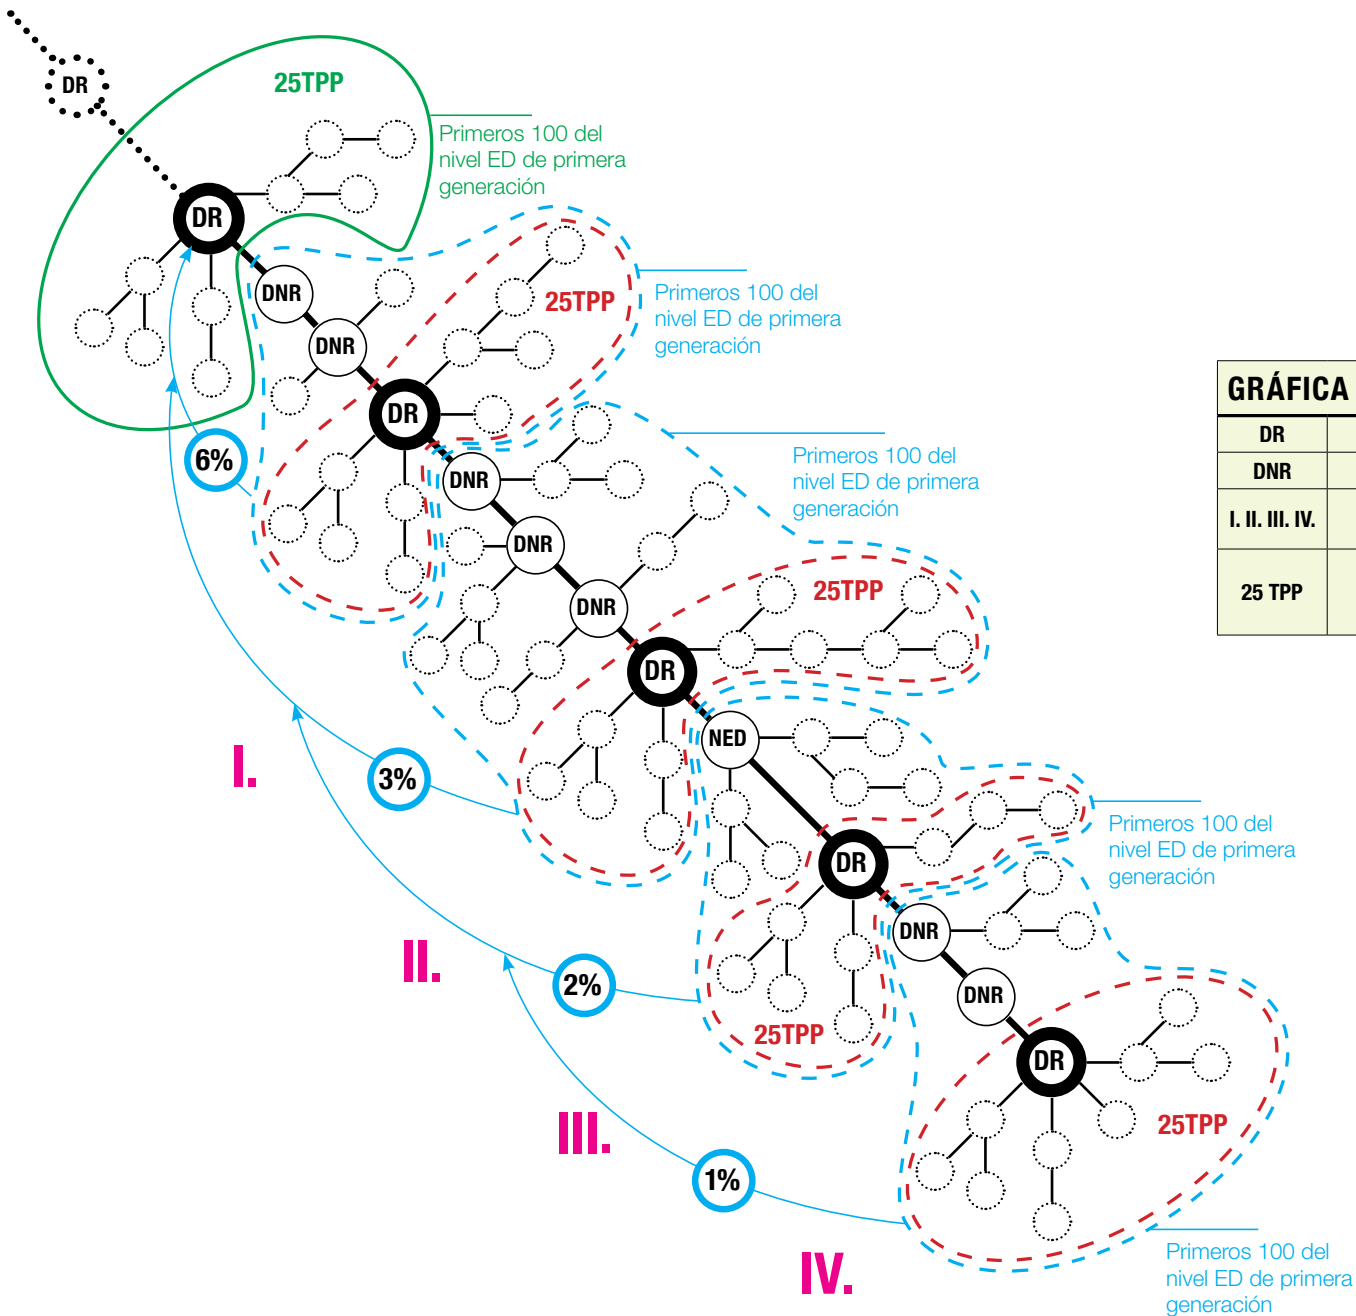 DR
25TPP
Primeros 100 del
nivel ED de primera
generación
DR
DNR
25TPP
Primeros 100 del
nivel ED de primera
generación
DNR
DR
GRÁFICA
DR
DNR
I. II. III. IV.
25 TPP
6%
DNR
Primeros 100 del
nivel ED de primera
generación
DNR
DNR
25TPP
DR
NED
I.
3%
Primeros 100 del
nivel ED de primera
generación
DR
DNR
II.
2%
DNR
25TPP
DR
25TPP
III.
1%
IV.
Primeros 100 del
nivel ED de primera
generación